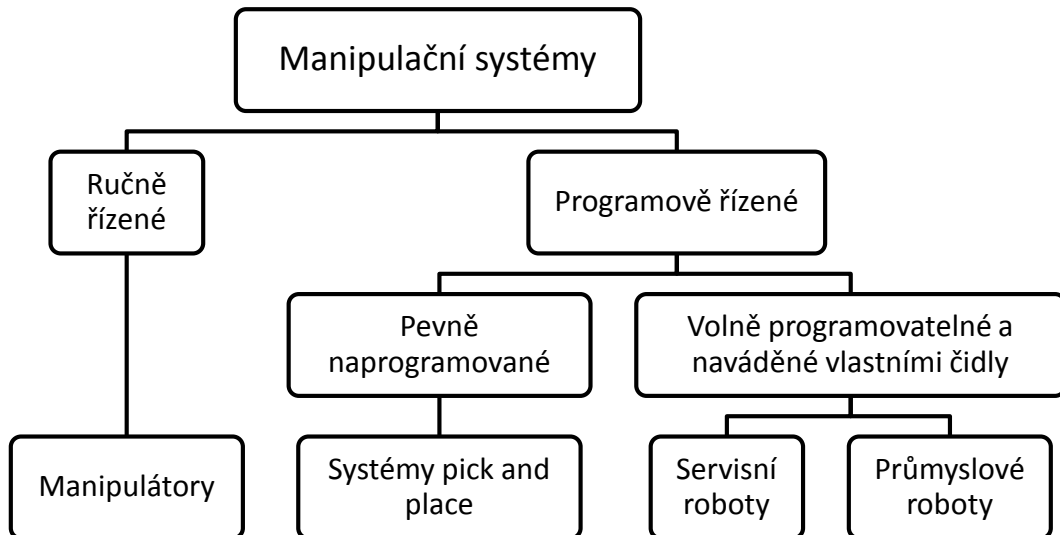 Manipulační systémy
Ručně
řízené
Programově řízené
Pevně
naprogramované
Volně programovatelné a
naváděné vlastními čidly
Manipulátory
Systémy pick and
place
Servisní
roboty
Průmyslové
roboty